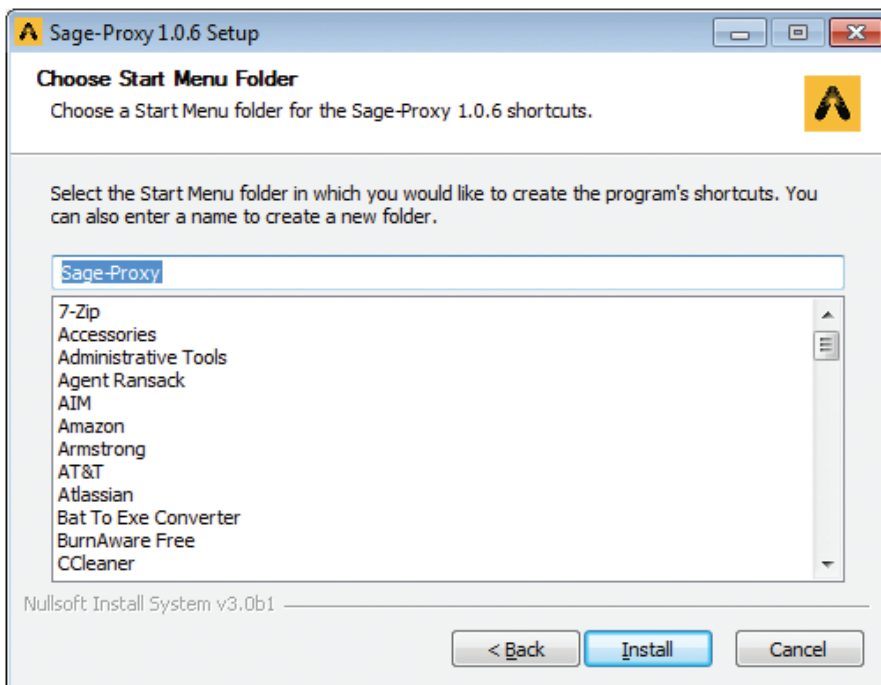 Sage-Proxy 1.0.6 Setup
Choose Start Menu Folder
Choose a Start Menu folder for the Sage-Proxy 1.0.6 shortcuts.
Select the Start Menu folder in which you would like to create the program's shortcuts. You
can also enter a name to create a new folder.
Sage-Proxy
7-Zip
Accessories
Administrative Tools
Agent Ransack
AIM
Amazon
Armstrong
AT&T
Atlassian
Bat To Exe Converter
BurnAware Free
CCleaner
Nullsoft Install System v3.0b1
< Back Install Cancel